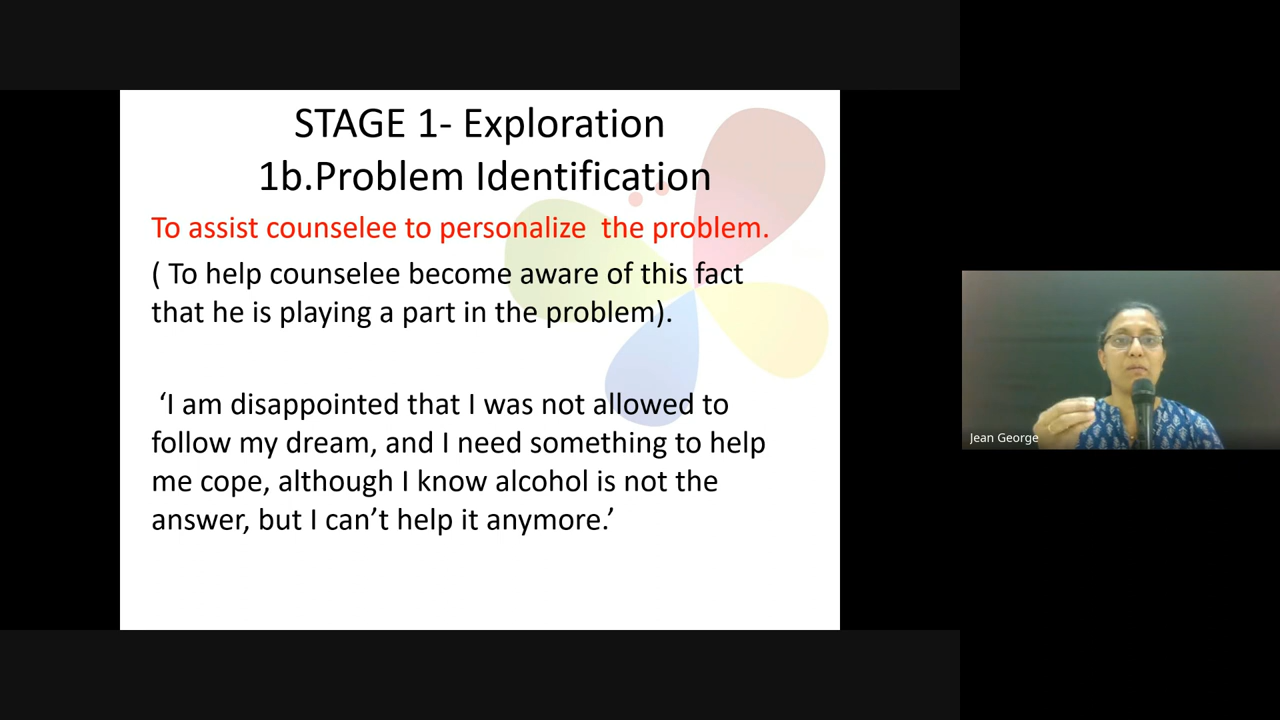 STAGE 1- Exploration
1b.Problem Identification
To assist counselee to personalize  the problem.
( To help counselee become aware of this fact
that he is playing a part in the problem).
‘I am disappointed that I was not allowed to
follow my dream, and I need something to help
me cope, although I know alcohol is not the
answer, but I can’t help it anymore.’
Jean George